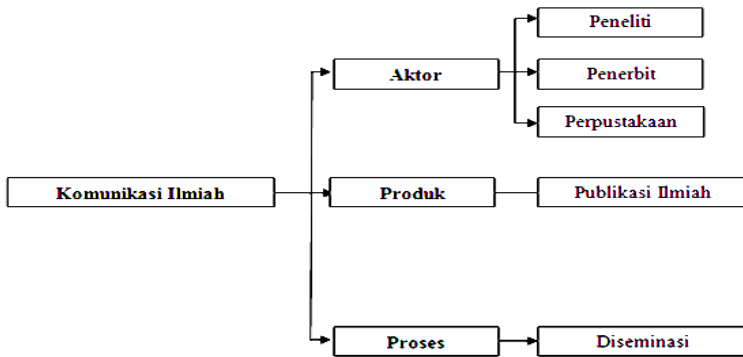 Peneliti
Aktor
Penerbit
Perpustakaan
Komunikasi Ilmiah
Produk
Publikasi Ilmiah
Proses
Diseminasi